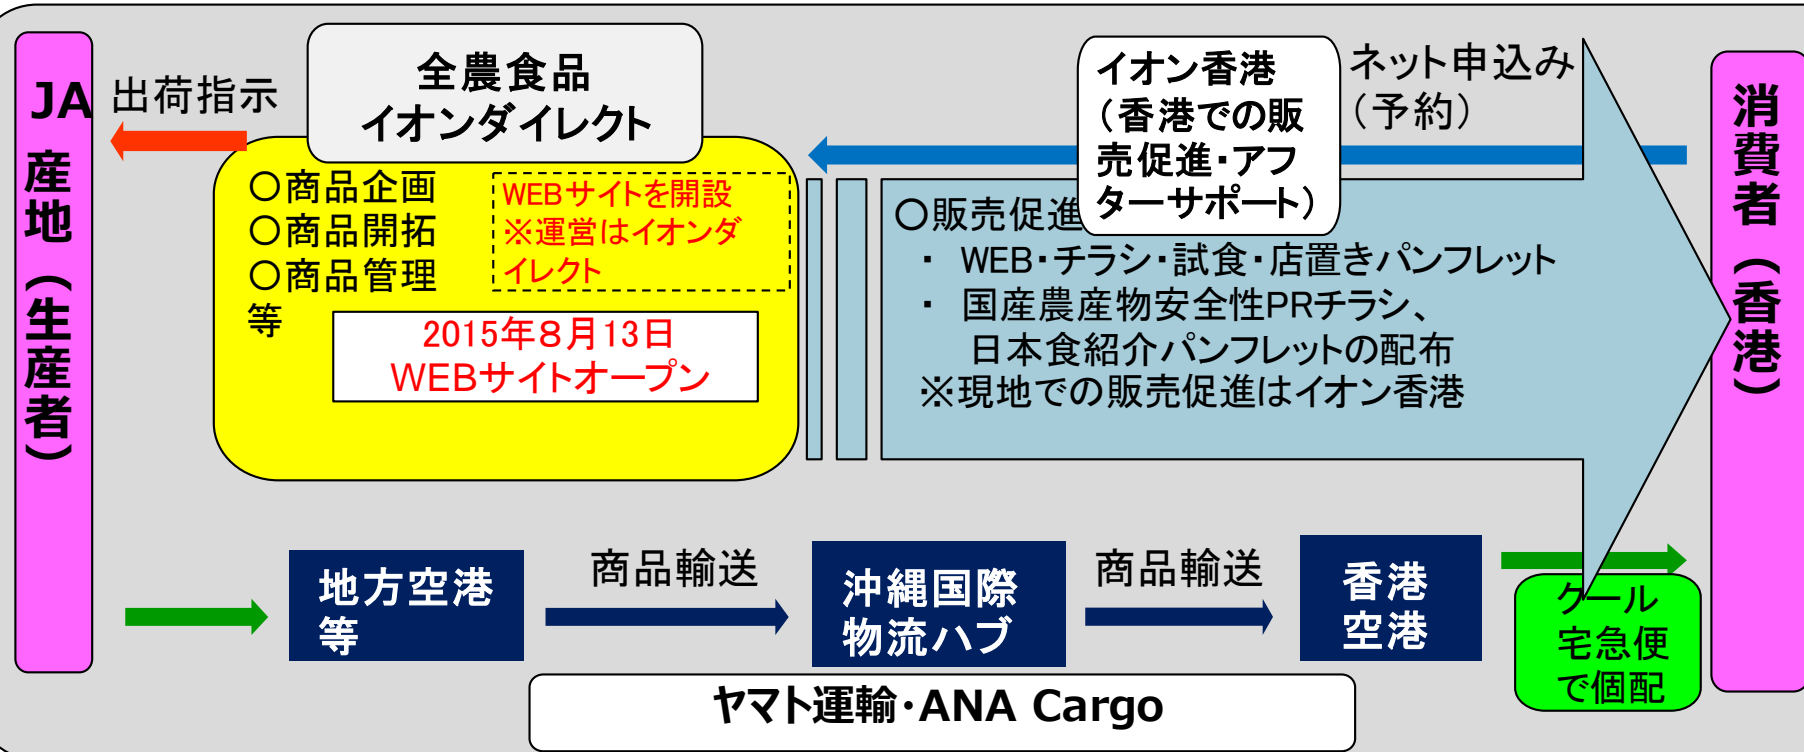 JA産地（生産者）
出荷指示
全農食品
イオンダイレクト
〇商品企画
〇商品開拓
〇商品管理
等
WEBサイトを開設
※運営はイオンダ
イレクト
2015年８月13日
WEBサイトオープン
イオン香港
（香港での販
売促進・アフ
ターサポート）
ネット申込み
（予約）
〇販売促進
・ WEB・チラシ・試食・店置きパンフレット
・ 国産農産物安全性PRチラシ、
日本食紹介パンフレットの配布
※現地での販売促進はイオン香港
消費者（香港）
地方空港
等
商品輸送
沖縄国際
物流ハブ
商品輸送
香港
空港
クール
宅急便
で個配
ヤマト運輸・ANA Cargo